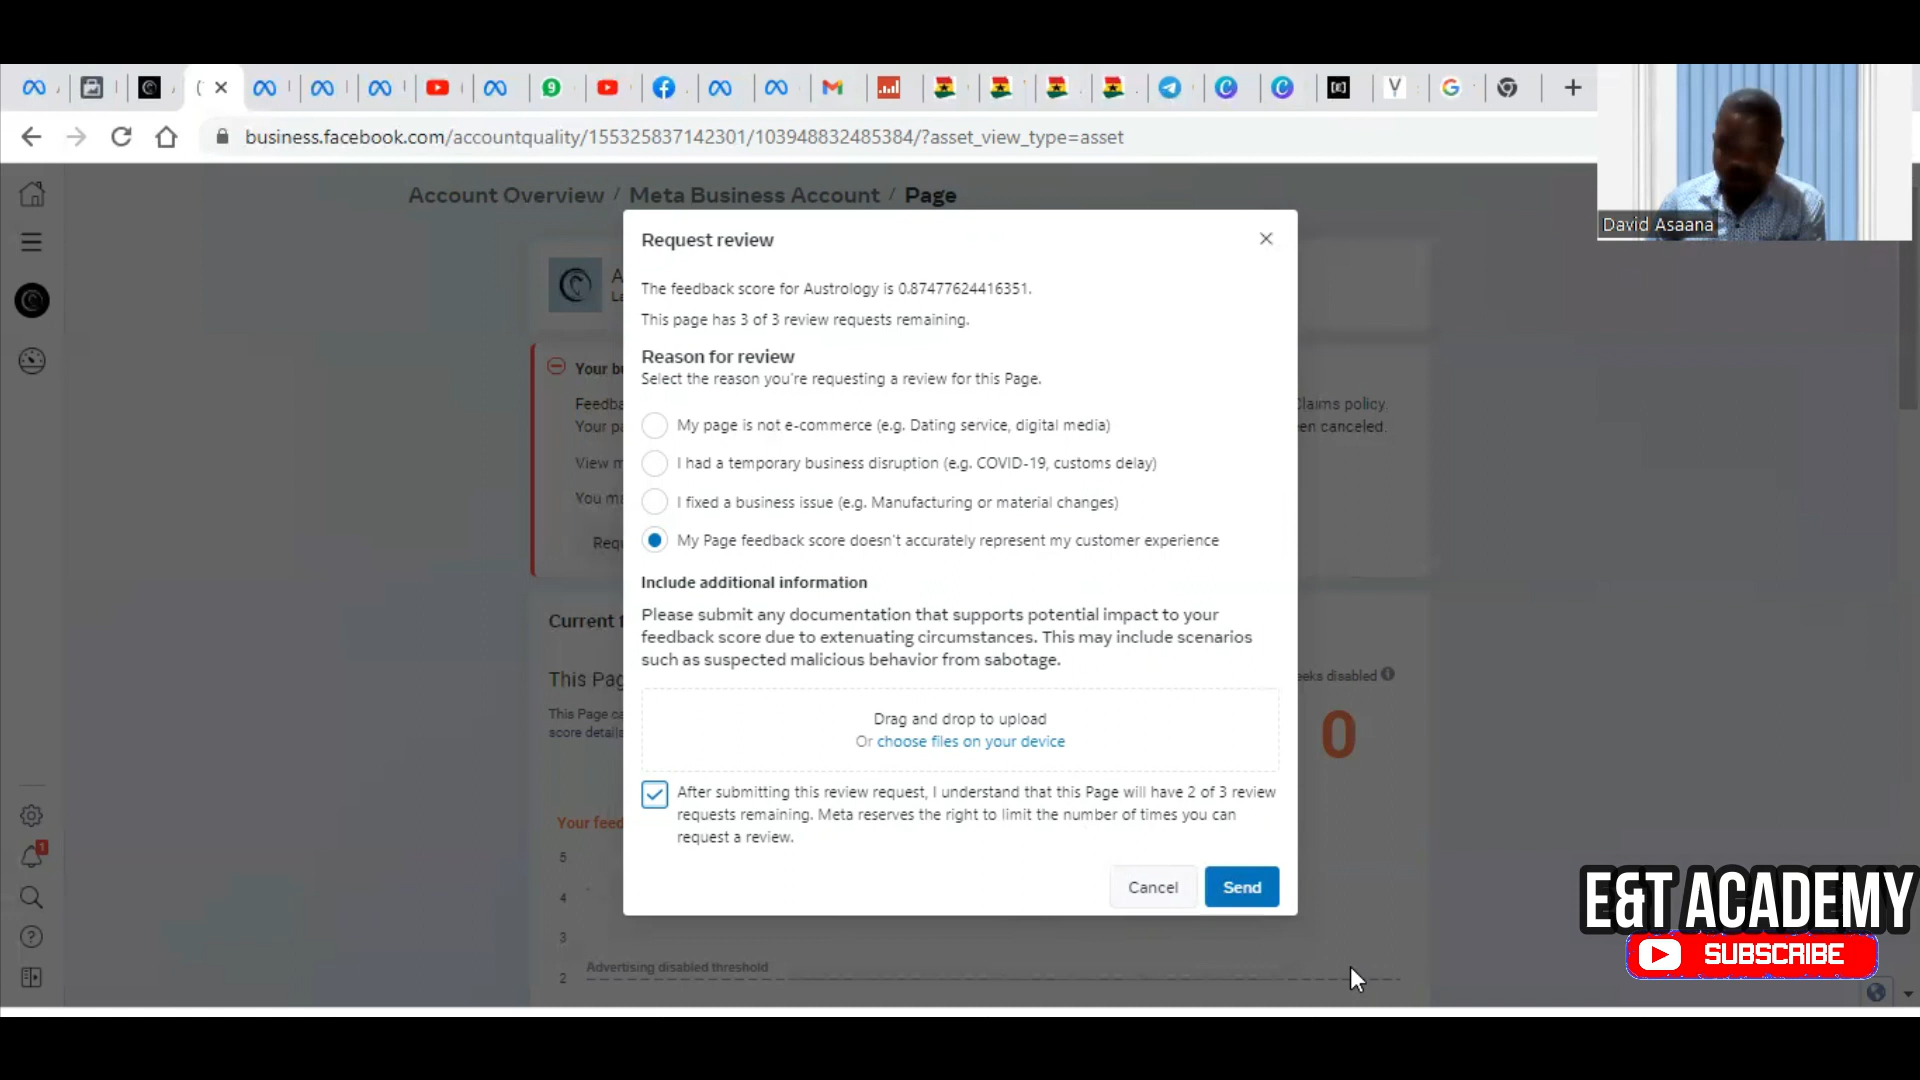 business.facebook.com/accountquality/155325837142301/103948832485384/?asset_view_type=asset
David Asaana
Account Overview / Meta Business Account / Page
Request review
The feedback score for Austrology is 0.87477624416351.
This page has 3 of 3 review requests remaining.
Reason for review
Select the reason you're requesting a review for this Page.
My page is not e-commerce (e.g. Dating service, digital media)
I had a temporary business disruption (e.g. COVID-19, customs delay)
I fixed a business issue (e.g. Manufacturing or material changes)
My Page feedback score doesn't accurately represent my customer experience
Include additional information
Please submit any documentation that supports potential impact to your
feedback score due to extenuating circumstances. This may include scenarios
such as suspected malicious behavior from sabotage.
Drag and drop to upload
Or choose files on your device
After submitting this review request, I understand that this Page will have 2 of 3 review
requests remaining. Meta reserves the right to limit the number of times you can
request a review.
Cancel Send
Your
View
You
policy.
en canceled.
Current
This
This Page
score details
disabled
0
Your
5
4
3
Advertising disabled threshold
2
1
9
E&T ACADEMY
SUBSCRIBE